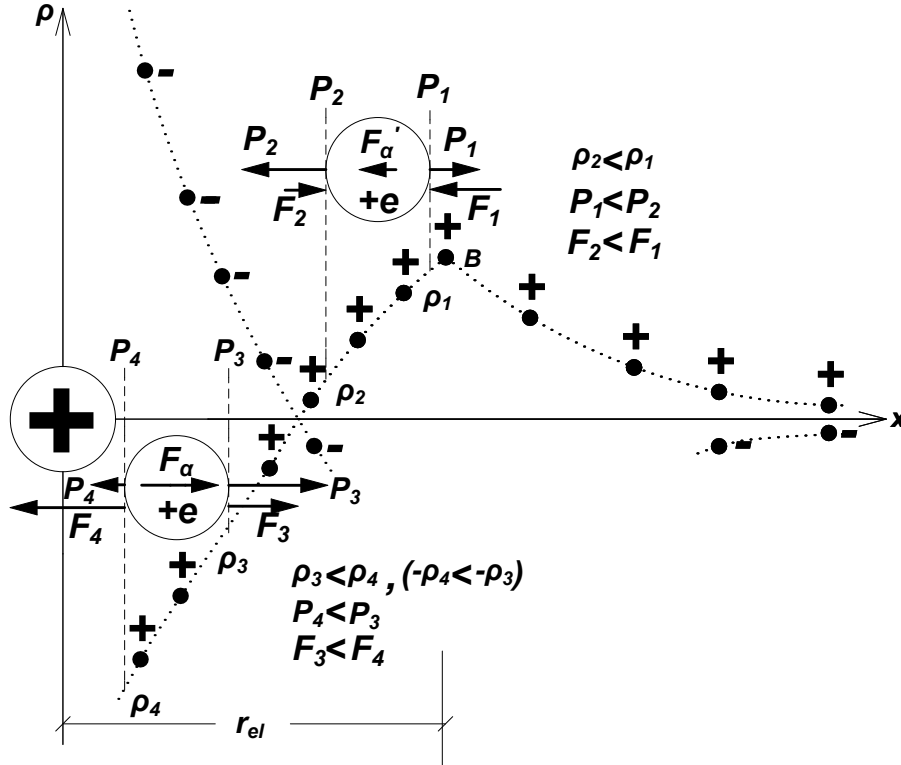 ρ
P₂ P₁
P₂ Fα' P₁
+e
F₂ F₁
ρ₂<ρ₁
P₁<P₂
F₂<F₁
- - - -
+ + + + +
B
ρ₁
+ + + +
ρ₂
P₄ P₃
+
x
- - -
+
Fα
P₄ +e P₃
F₄ F₃
ρ₃
+ +
ρ₃<ρ₄ , (-ρ₄<-ρ₃)
P₄<P₃
F₃<F₄
ρ₄
rel